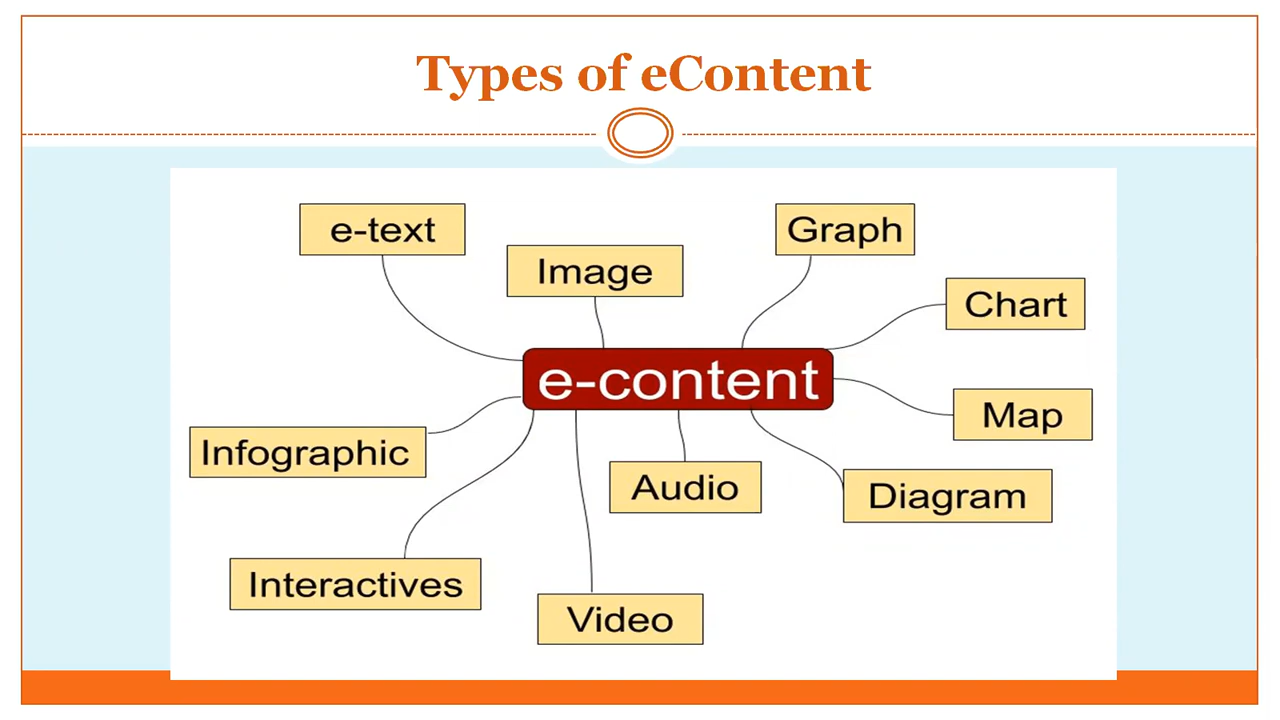 Types of eContent
e-text
Graph
Image
Chart
e-content
Map
Infographic
Audio
Diagram
Interactives
Video